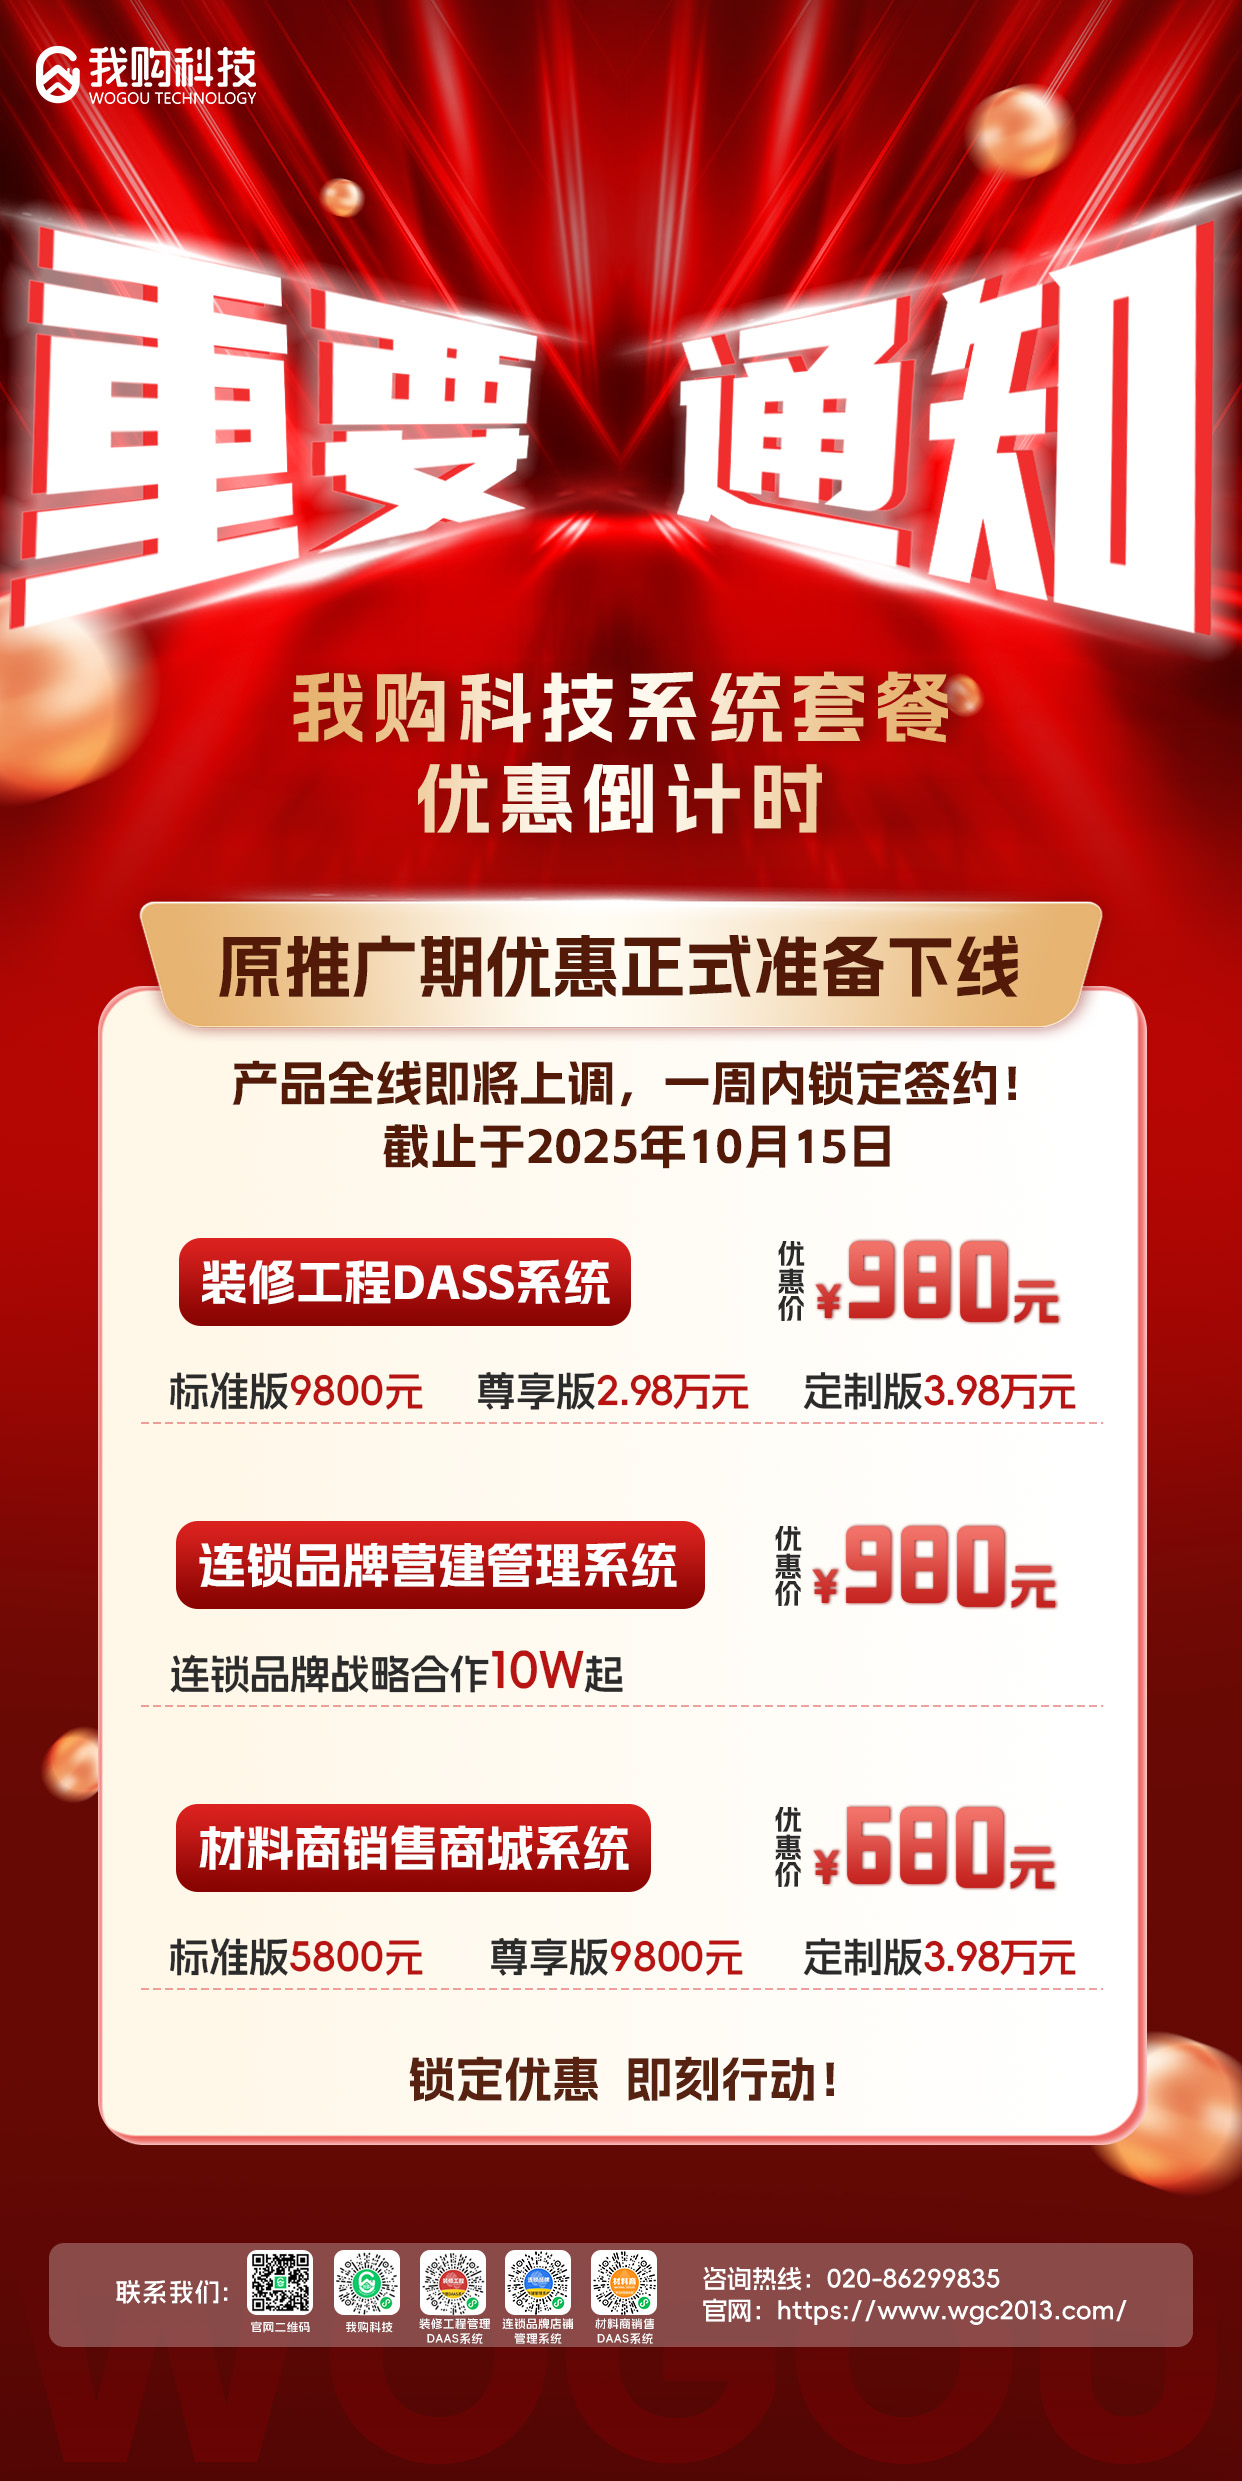 我购科技
WOGOU TECHNOLOGY
重要 通知
我购科技系统套餐
优惠倒计时
原推广期优惠正式准备下线
产品全线即将上调，一周内锁定签约！
截止于2025年10月15日
装修工程DASS系统
优惠价
¥980元
标准版9800元 尊享版2.98万元 定制版3.98万元
连锁品牌营建管理系统
优惠价
¥980元
连锁品牌战略合作10W起
材料商销售商城系统
优惠价
¥680元
标准版5800元 尊享版9800元 定制版3.98万元
锁定优惠 即刻行动！
联系我们：
官网二维码
我购科技
装修工程管理
DAAS系统
连锁品牌店铺
管理系统
材料商销售
DAAS系统
咨询热线：020-86299835
官网：https://www.wgc2013.com/
WOGOU